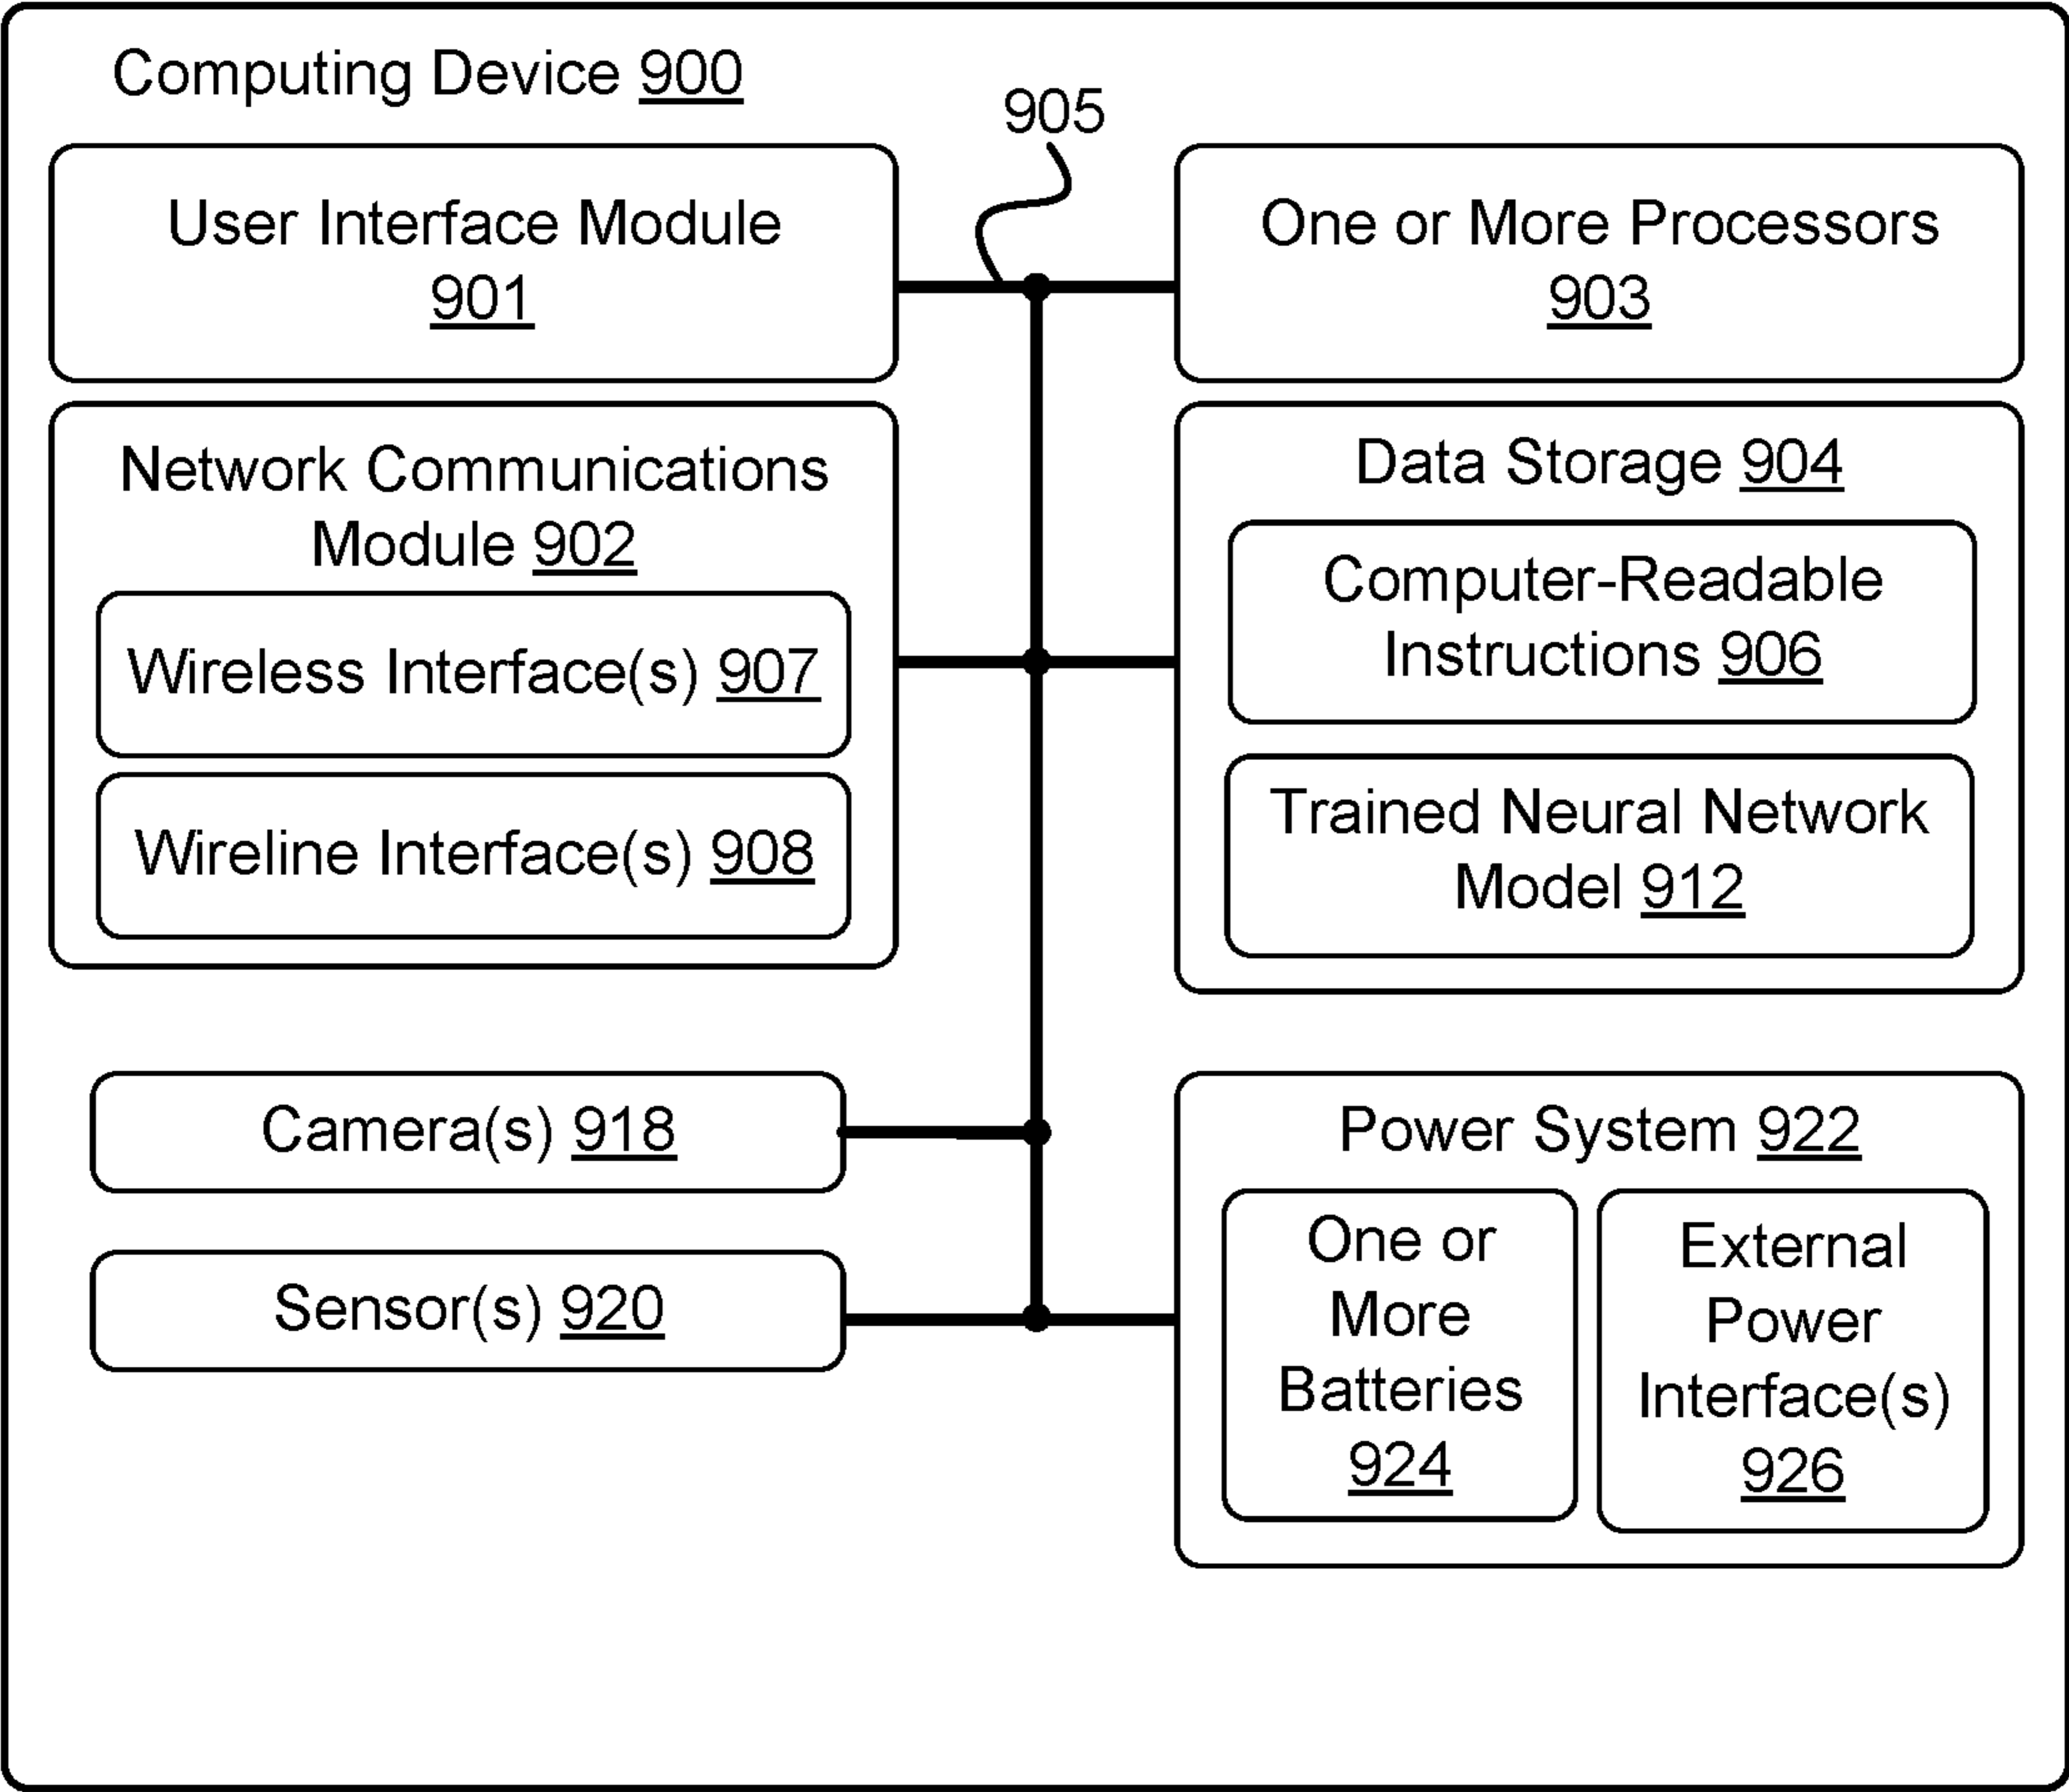 Computing Device 900
905
User Interface Module
901
One or More Processors
903
Network Communications
Module 902
Wireless Interface(s) 907
Wireline Interface(s) 908
Data Storage 904
Computer-Readable
Instructions 906
Trained Neural Network
Model 912
Camera(s) 918
Sensor(s) 920
Power System 922
One or
More
Batteries
924
External
Power
Interface(s)
926